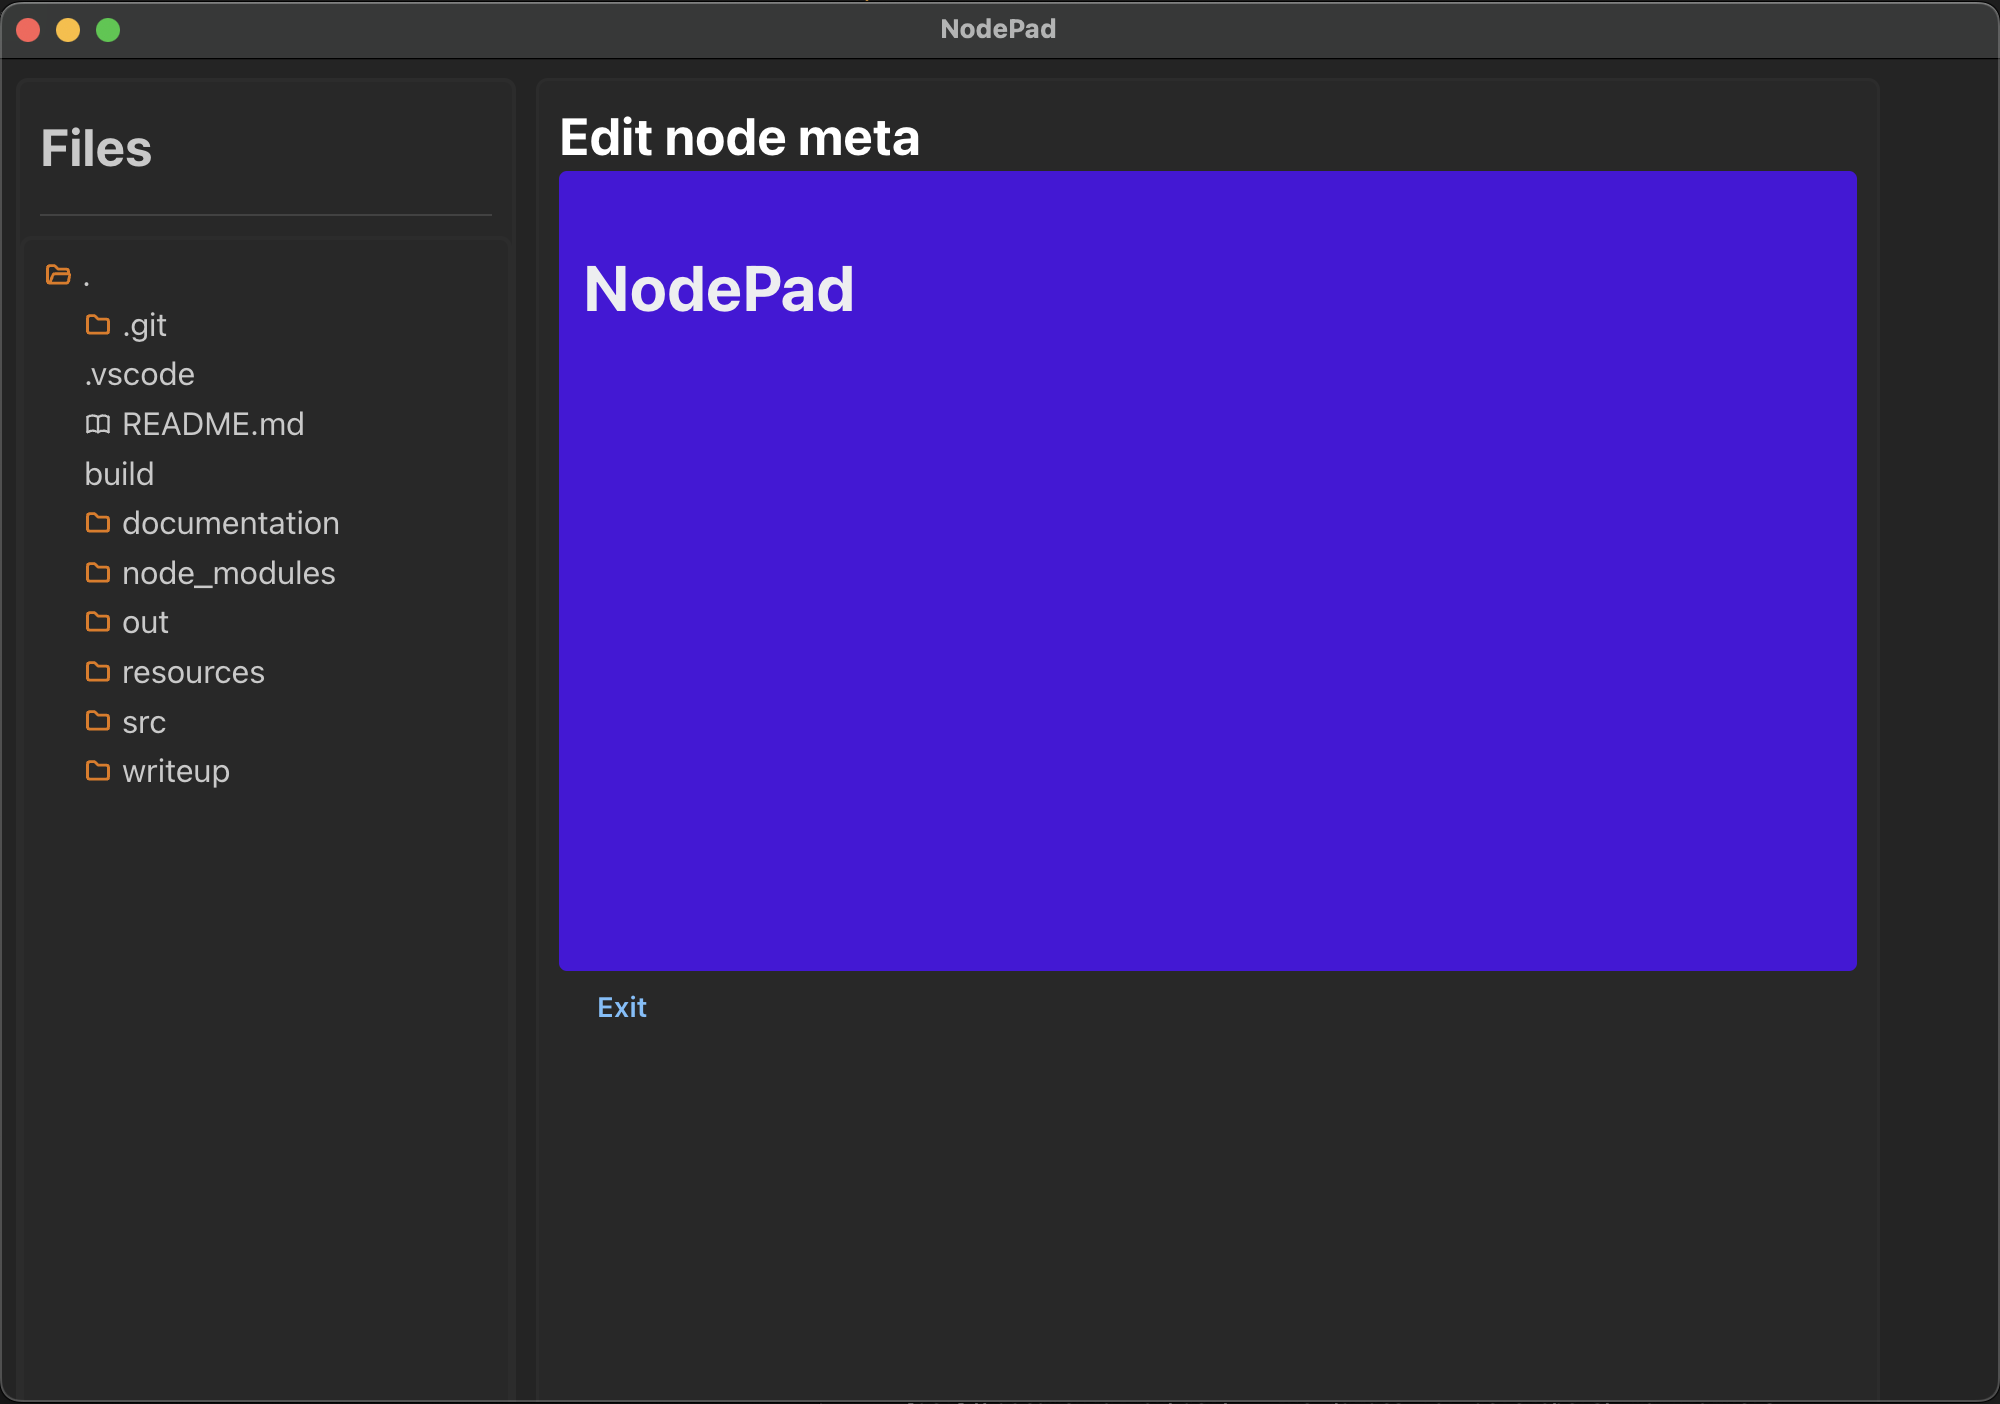 NodePad
Files
.
.git
.vscode
README.md
build
documentation
node_modules
out
resources
src
writeup
Edit node meta
NodePad
Exit